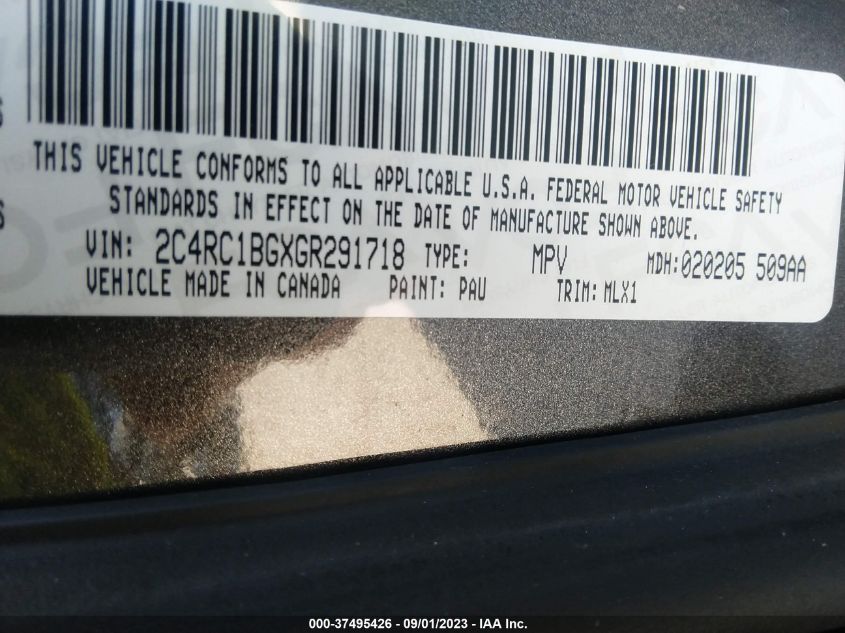 THIS VEHICLE CONFORMS TO ALL APPLICABLE U.S.A. FEDERAL MOTOR VEHICLE SAFETY
STANDARDS IN EFFECT ON THE DATE OF MANUFACTURE SHOWN ABOVE.
VIN: 2C4RC1BGXGR291718 TYPE: MPV MDH:020205 509AA
VEHICLE MADE IN CANADA PAINT: PAU TRIM: MLX1
000-37495426 - 09/01/2023 - IAA Inc.